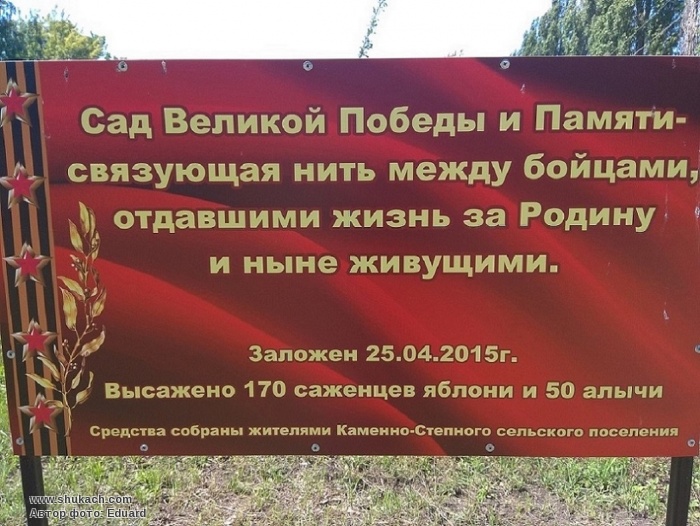 Сад Великой Победы и Памяти-
связующая нить между бойцами,
отдавшими жизнь за Родину
и ныне живущими.
Заложен 25.04.2015г.
Высажено 170 саженцев яблони и 50 алычи
Средства собраны жителями Каменно-Степного сельского поселения
www.shukach.com
Автор фото: Eduard